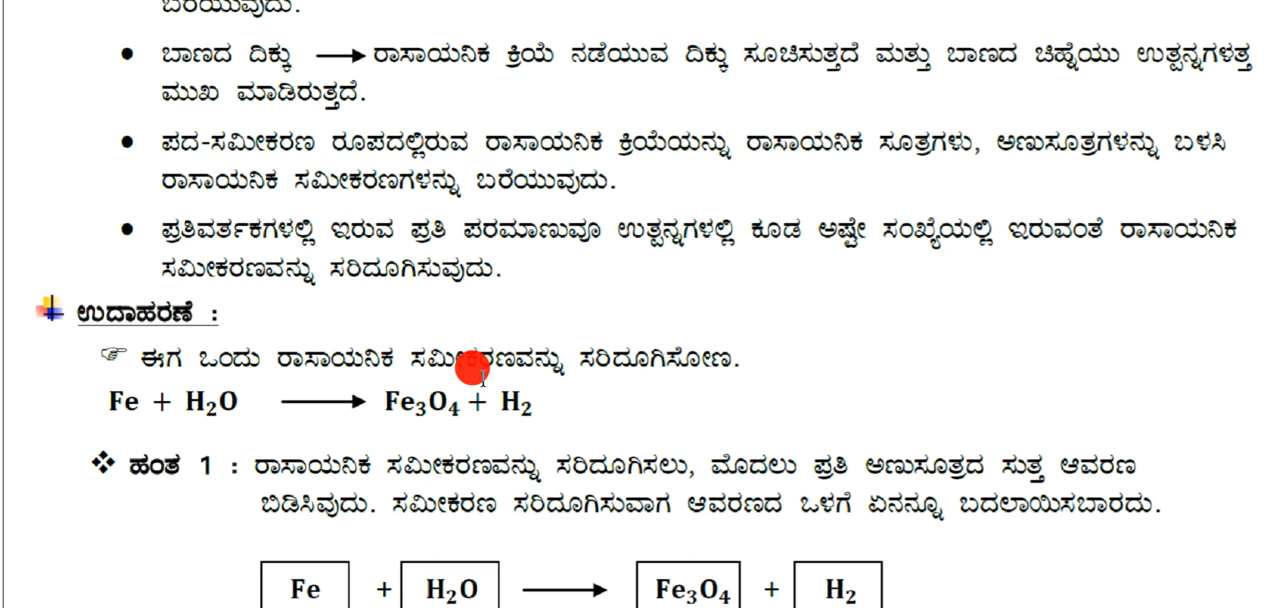 ಬರೆಯುವುದು.
• ಬಾಣದ ದಿಕ್ಕು ⟶ ರಾಸಾಯನಿಕ ಕ್ರಿಯೆ ನಡೆಯುವ ದಿಕ್ಕು ಸೂಚಿಸುತ್ತದೆ ಮತ್ತು ಬಾಣದ ಚಿಹ್ನೆಯು ಉತ್ಪನ್ನಗಳತ್ತ
ಮುಖ ಮಾಡಿರುತ್ತದೆ.
• ಪದ-ಸಮೀಕರಣ ರೂಪದಲ್ಲಿರುವ ರಾಸಾಯನಿಕ ಕ್ರಿಯೆಯನ್ನು ರಾಸಾಯನಿಕ ಸೂತ್ರಗಳು, ಅಣುಸೂತ್ರಗಳನ್ನು ಬಳಸಿ
ರಾಸಾಯನಿಕ ಸಮೀಕರಣಗಳನ್ನು ಬರೆಯುವುದು.
• ಪ್ರತಿವರ್ತಕಗಳಲ್ಲಿ ಇರುವ ಪ್ರತಿ ಪರಮಾಣುವೂ ಉತ್ಪನ್ನಗಳಲ್ಲಿ ಕೂಡ ಅಷ್ಟೇ ಸಂಖ್ಯೆಯಲ್ಲಿ ಇರುವಂತೆ ರಾಸಾಯನಿಕ
ಸಮೀಕರಣವನ್ನು ಸರಿದೂಗಿಸುವುದು.
ಉದಾಹರಣೆ :
☞ ಈಗ ಒಂದು ರಾಸಾಯನಿಕ ಸಮೀಕರಣವನ್ನು ಸರಿದೂಗಿಸೋಣ.
Fe + H₂O ⟶ Fe₃O₄ + H₂
❖ ಹಂತ 1 : ರಾಸಾಯನಿಕ ಸಮೀಕರಣವನ್ನು ಸರಿದೂಗಿಸಲು, ಮೊದಲು ಪ್ರತಿ ಅಣುಸೂತ್ರದ ಸುತ್ತ ಆವರಣ
ಬಿಡಿಸಿವುದು. ಸಮೀಕರಣ ಸರಿದೂಗಿಸುವಾಗ ಆವರಣದ ಒಳಗೆ ಏನನ್ನೂ ಬದಲಾಯಿಸಬಾರದು.
Fe + H₂O ⟶ Fe₃O₄ + H₂